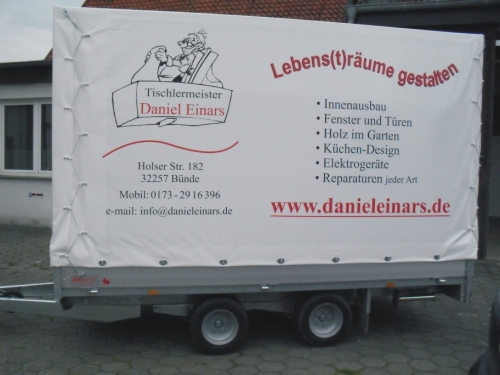 Tischlermeister
Daniel Einars
Holser Str. 182
32257 Bünde
Mobil: 0173 - 29 16 396
e-mail: info@danieleinars.de
Lebens(t)räume gestalten
• Innenausbau
• Fenster und Türen
• Holz im Garten
• Küchen-Design
• Elektrogeräte
• Reparaturen jeder Art
www.danieleinars.de